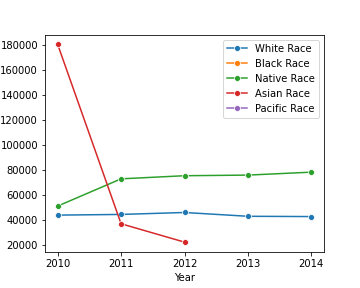 180000
160000
140000
120000
100000
80000
60000
40000
20000
White Race
Black Race
Native Race
Asian Race
Pacific Race
2010 2011 2012 2013 2014
Year